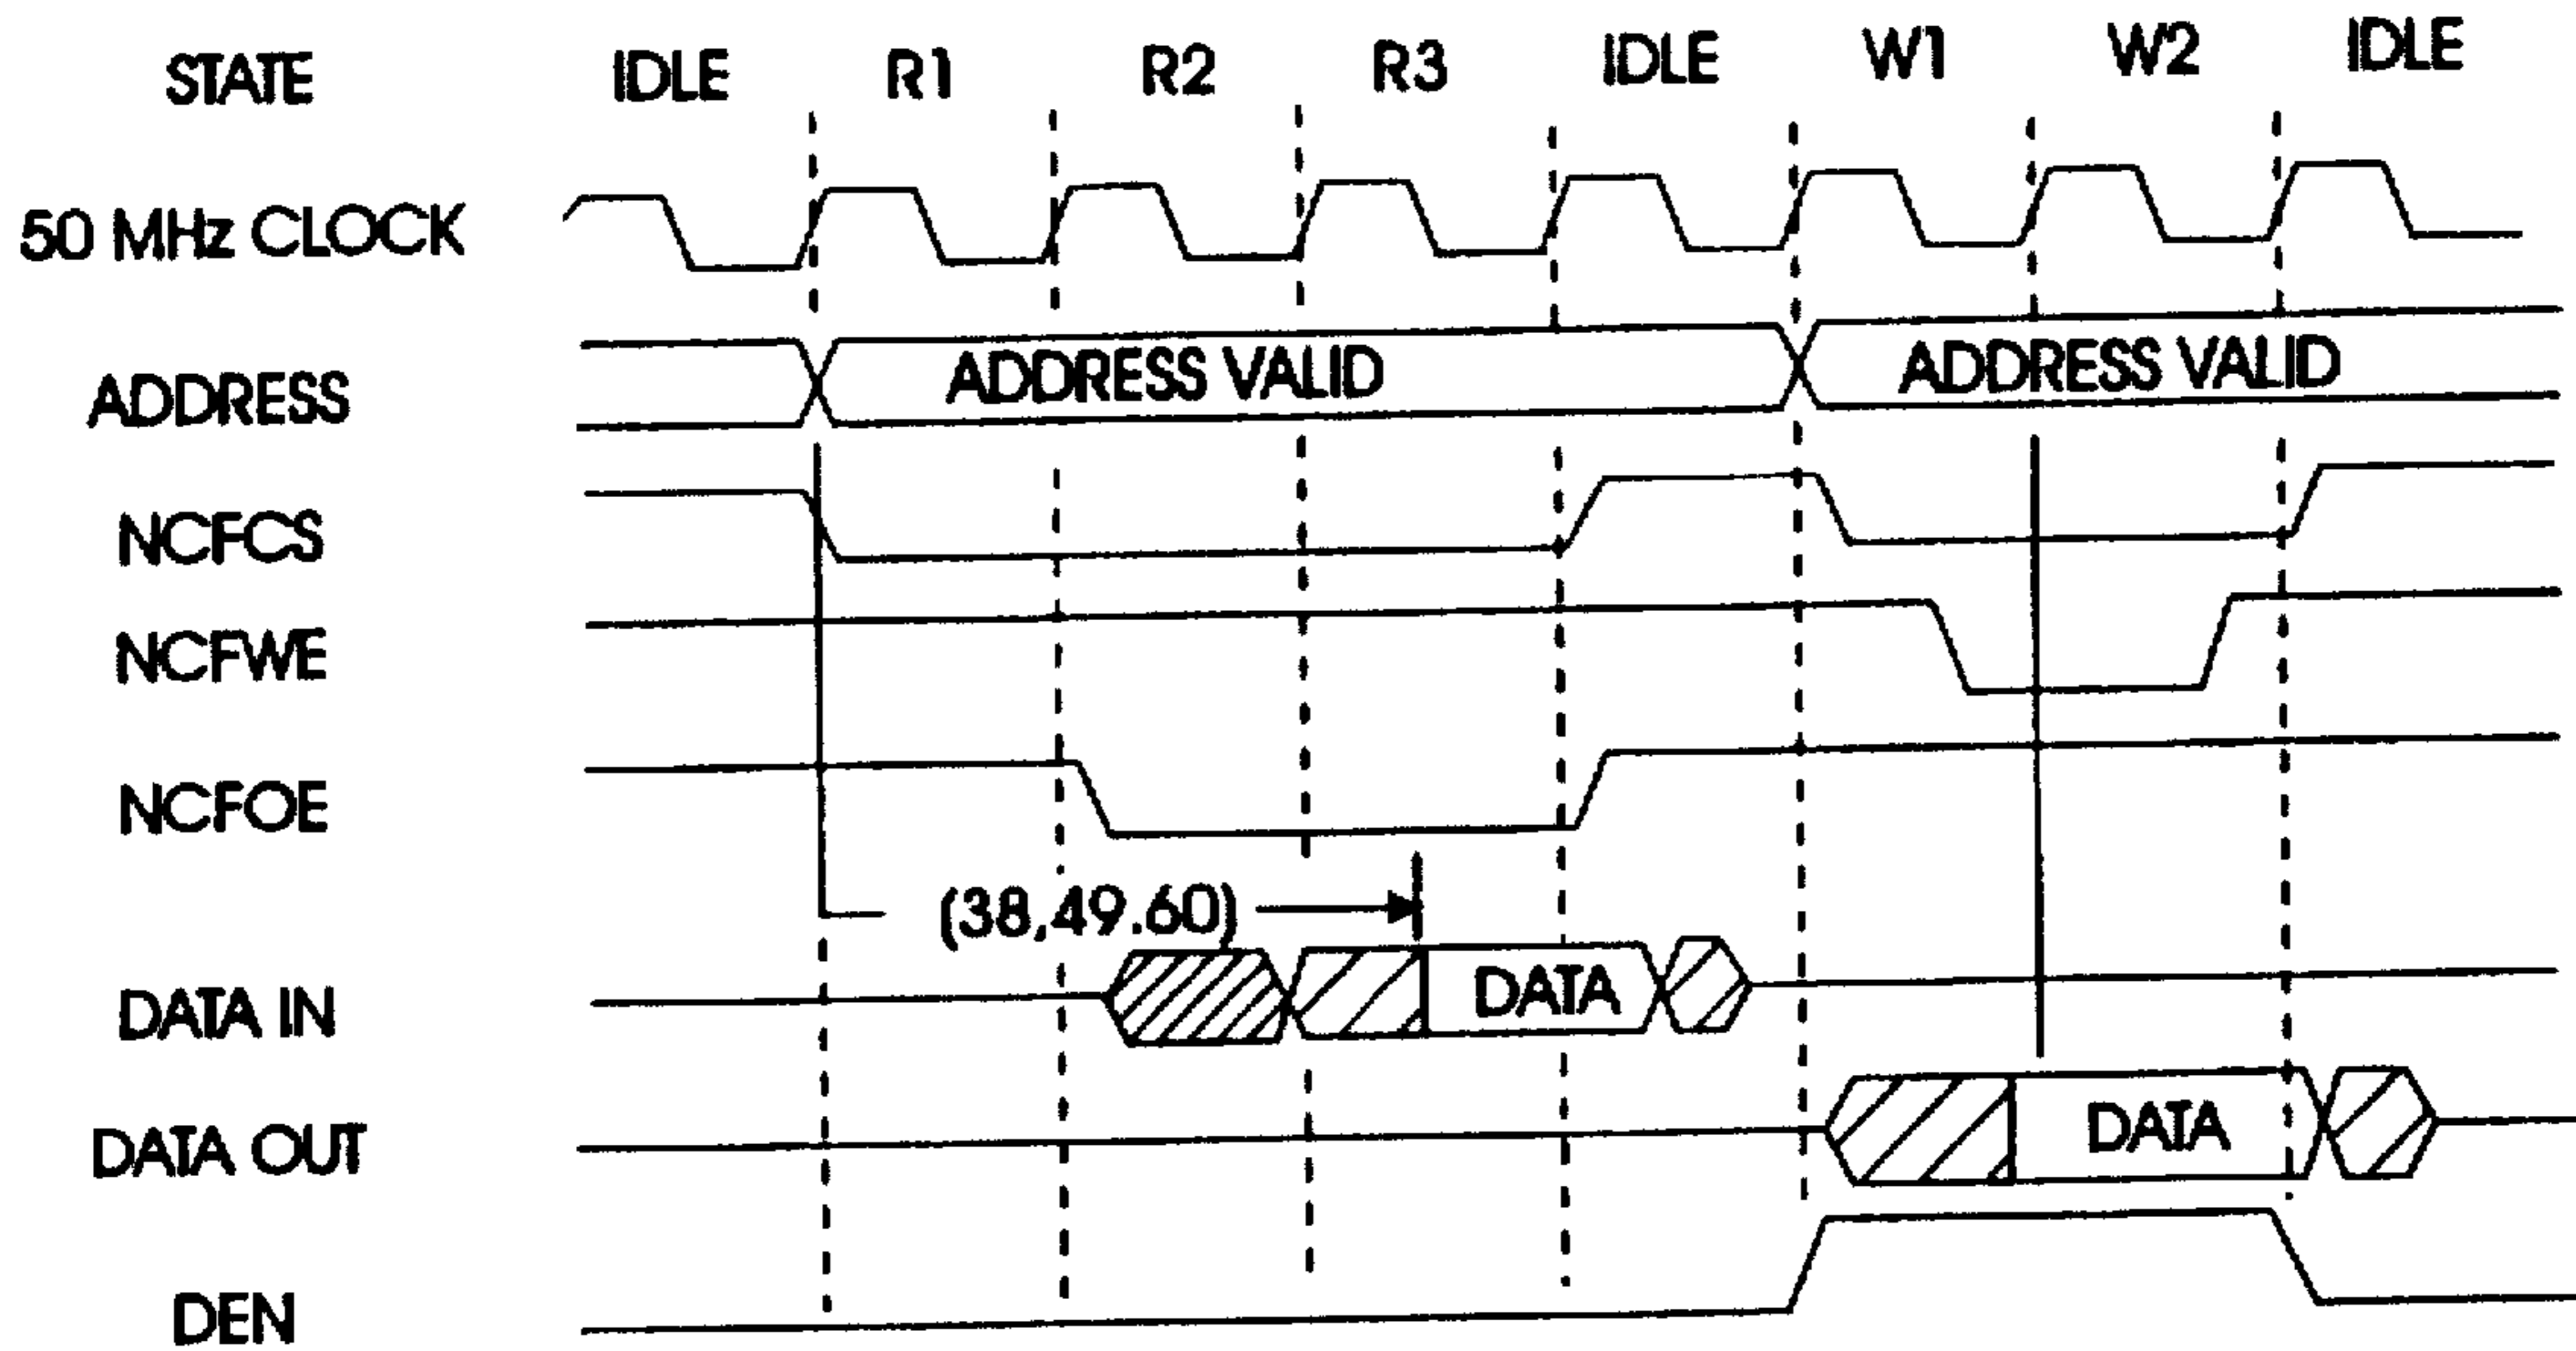 STATE IDLE R1 R2 R3 IDLE W1 W2 IDLE
50 MHz CLOCK
ADDRESS ADDRESS VALID ADDRESS VALID
NCFCS
NCFWE
NCFOE
(38,49.60)
DATA IN DATA
DATA OUT DATA
DEN